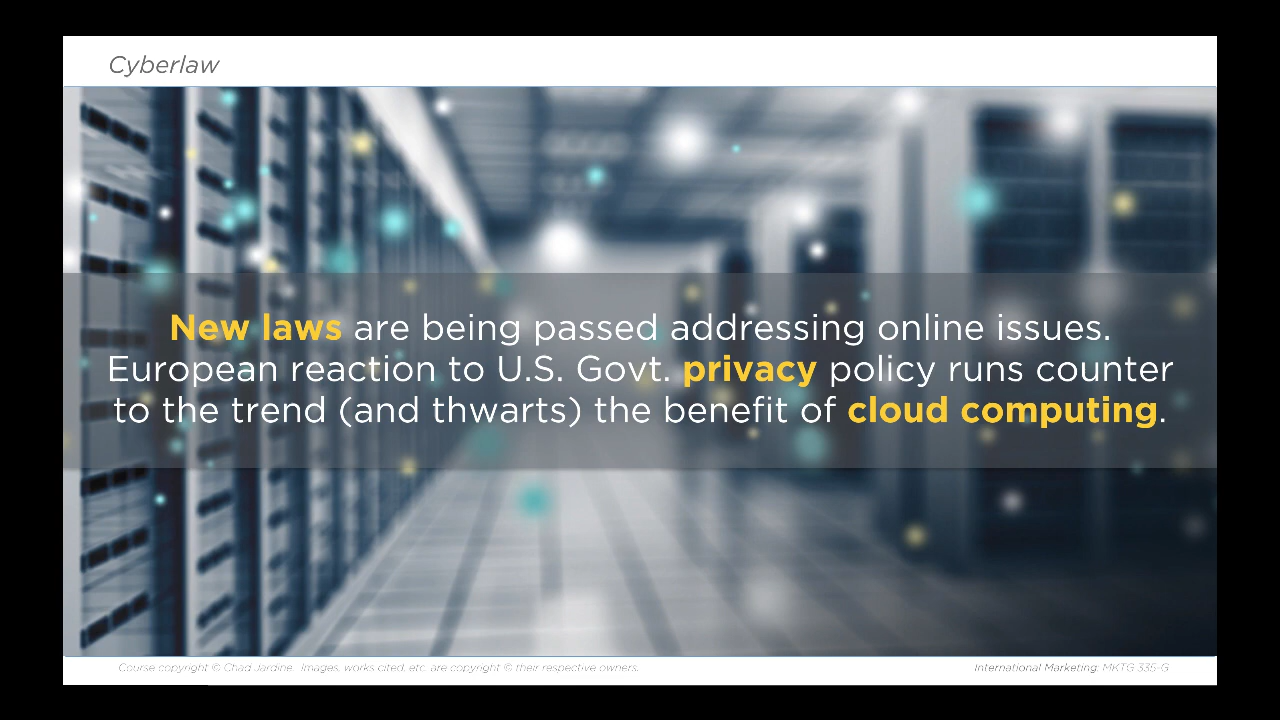 Cyberlaw
New laws are being passed addressing online issues.
European reaction to U.S. Govt. privacy policy runs counter
to the trend (and thwarts) the benefit of cloud computing.
Course copyright © Chad Jardine. Images, works cited, etc. are copyright © their respective owners.
International Marketing: MKTG 335-G